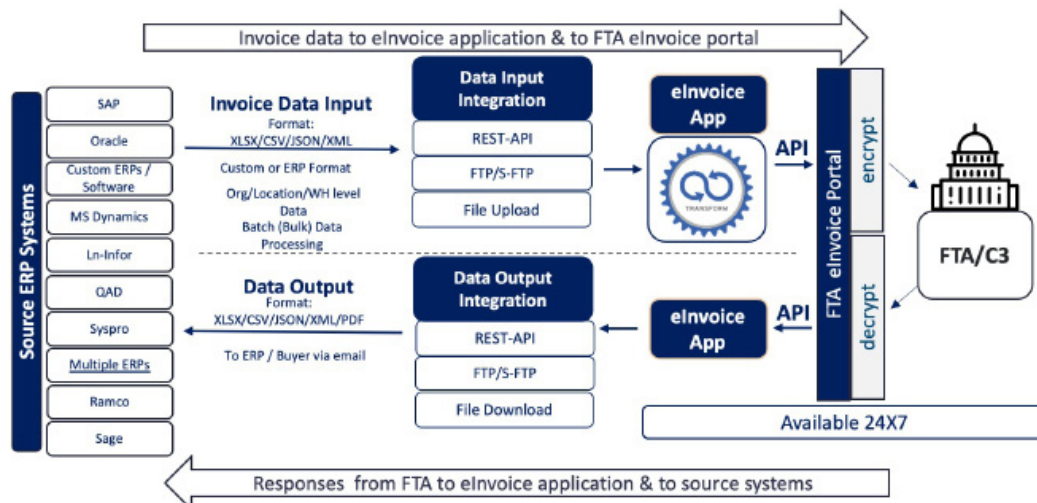 Invoice data to eInvoice application & to FTA eInvoice portal
Source ERP Systems
SAP
Oracle
Custom ERPs /
Software
MS Dynamics
Ln-Infor
QAD
Syspro
Multiple ERPs
Ramco
Sage
Invoice Data Input
Format:
XLSX/CSV/JSON/XML
Custom or ERP Format
Org/Location/WH level
Data
Batch (Bulk) Data
Processing
Data Input
Integration
REST-API
FTP/S-FTP
File Upload
eInvoice
App
TRANSFORM
API
FTA eInvoice Portal
encrypt
decrypt
FTA/C3
Data Output
Format:
XLSX/CSV/JSON/XML/PDF
To ERP / Buyer via email
Data Output
Integration
REST-API
FTP/S-FTP
File Download
eInvoice
App
API
Available 24X7
Responses from FTA to eInvoice application & to source systems